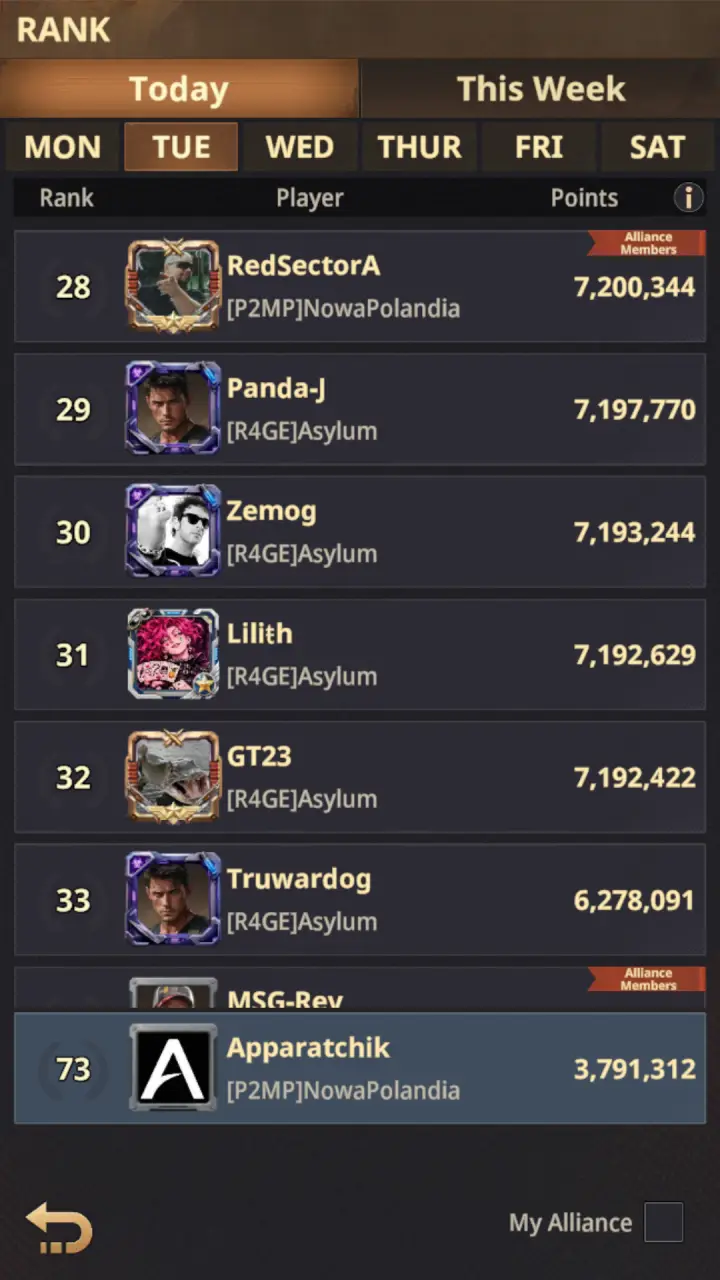 RANK
Today
This Week
MON TUE WED THUR FRI SAT
Rank Player Points i
Alliance
Members
28 RedSectorA 7,200,344
[P2MP]NowaPolandia
29 Panda-J 7,197,770
[R4GE]Asylum
30 Zemog 7,193,244
[R4GE]Asylum
31 Liliŧh 7,192,629
[R4GE]Asylum
32 GT23 7,192,422
[R4GE]Asylum
33 Truwardog 6,278,091
[R4GE]Asylum
Alliance
Members
MSG-Rev
73 Apparatchik 3,791,312
[P2MP]NowaPolandia
My Alliance